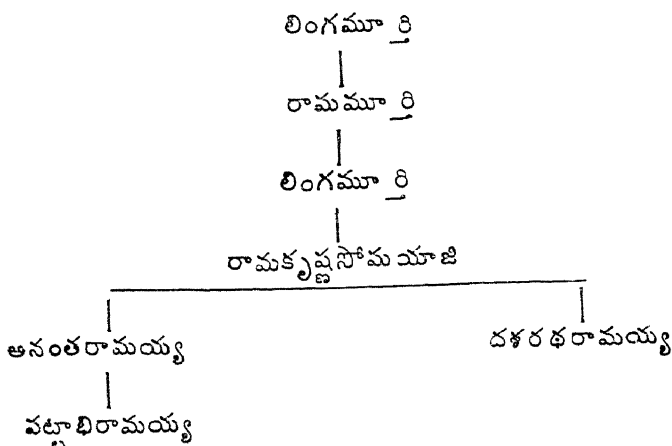 లింగమూర్తి
రామమూర్తి
లింగమూర్తి
రామకృష్ణసోమయాజి
అనంతరామయ్య దశరథరామయ్య
పట్టాభిరామయ్య